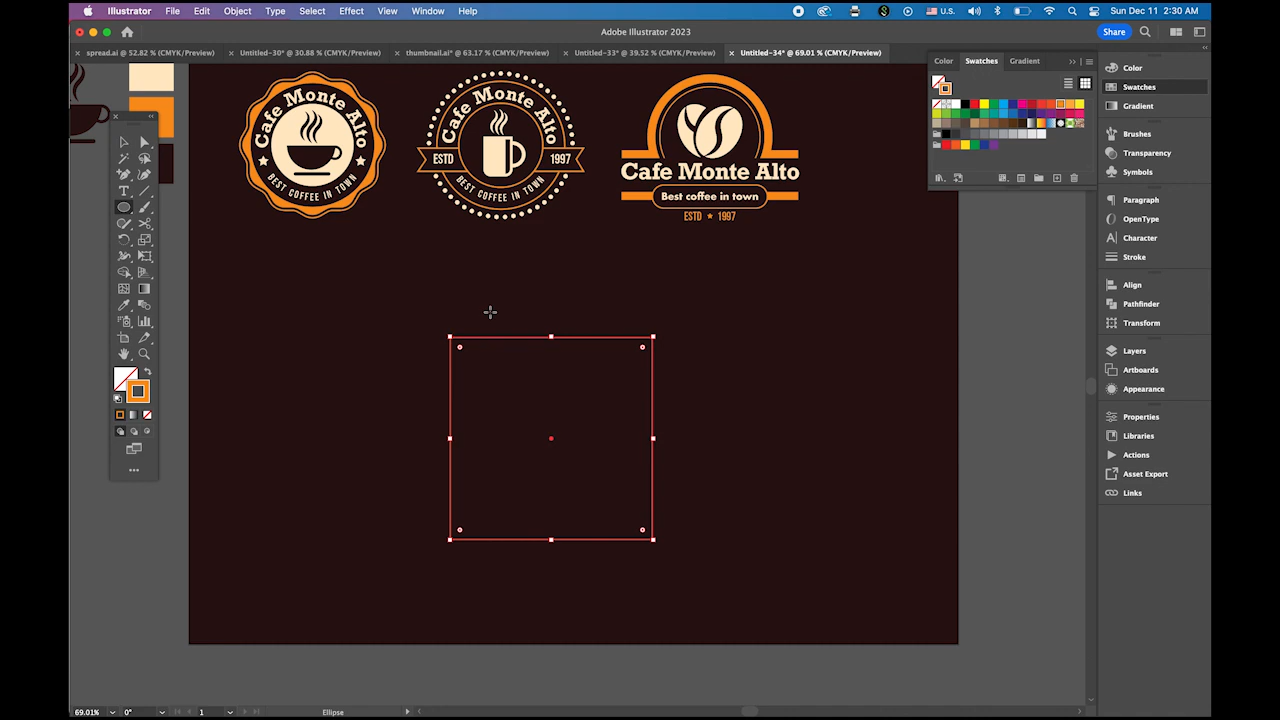 Illustrator File Edit Object Type Select Effect View Window Help
U.S. Sun Dec 11 2:30 AM
Adobe Illustrator 2023
Share
spread.ai @ 52.82 % (CMYK/Preview)
Untitled-30* @ 30.88 % (CMYK/Preview)
thumbnail.ai* @ 63.17 % (CMYK/Preview)
Untitled-33* @ 39.52 % (CMYK/Preview)
Untitled-34* @ 69.01 % (CMYK/Preview)
Color Swatches Gradient
Color
Swatches
Gradient
Brushes
Transparency
Symbols
Paragraph
OpenType
Character
Stroke
Align
Pathfinder
Transform
Layers
Artboards
Appearance
Properties
Libraries
Actions
Asset Export
Links
Cafe Monte Alto
BEST COFFEE IN TOWN
Cafe Monte Alto
ESTD 1997
BEST COFFEE IN TOWN
Cafe Monte Alto
Best coffee in town
ESTD ★ 1997
69.01% 0° 1 Ellipse